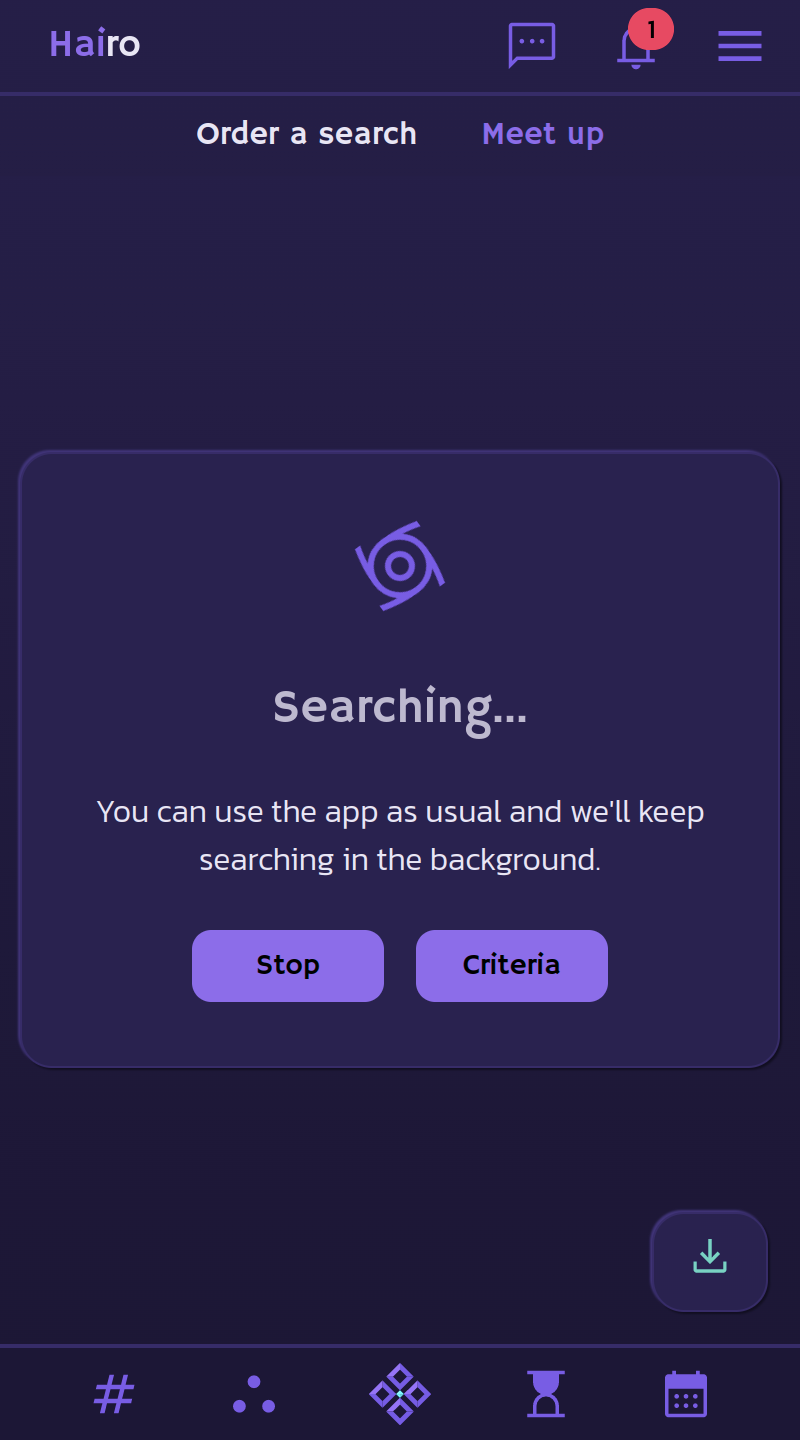 Hairo
1
Order a search Meet up
Searching...
You can use the app as usual and we'll keep
searching in the background.
Stop Criteria